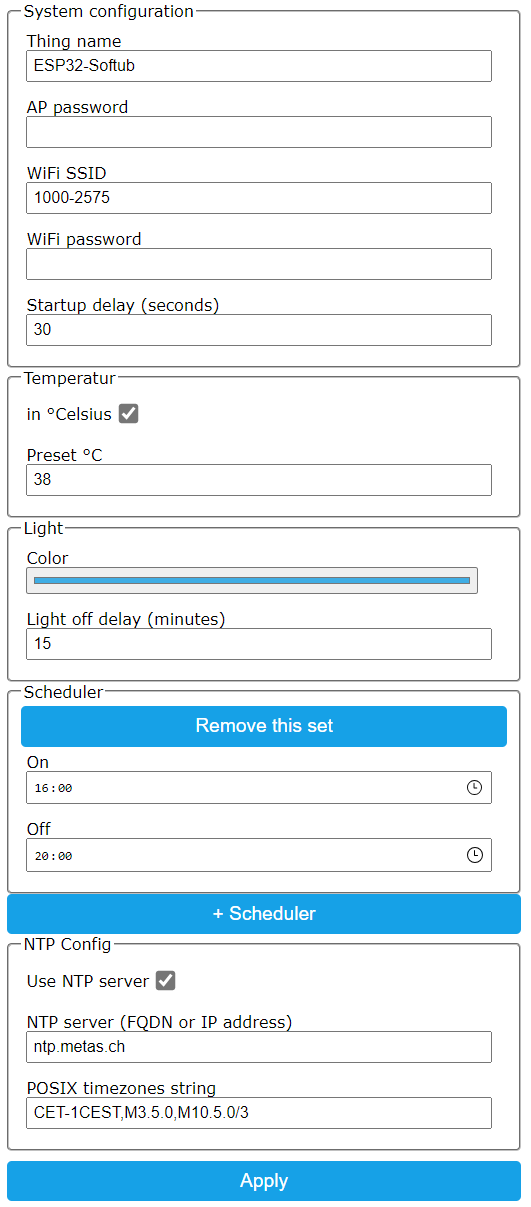 System configuration
Thing name
ESP32-Softub
AP password
WiFi SSID
1000-2575
WiFi password
Startup delay (seconds)
30
Temperatur
in °Celsius
Preset °C
38
Light
Color
Light off delay (minutes)
15
Scheduler
Remove this set
On
16:00
Off
20:00
+ Scheduler
NTP Config
Use NTP server
NTP server (FQDN or IP address)
ntp.metas.ch
POSIX timezones string
CET-1CEST,M3.5.0,M10.5.0/3
Apply